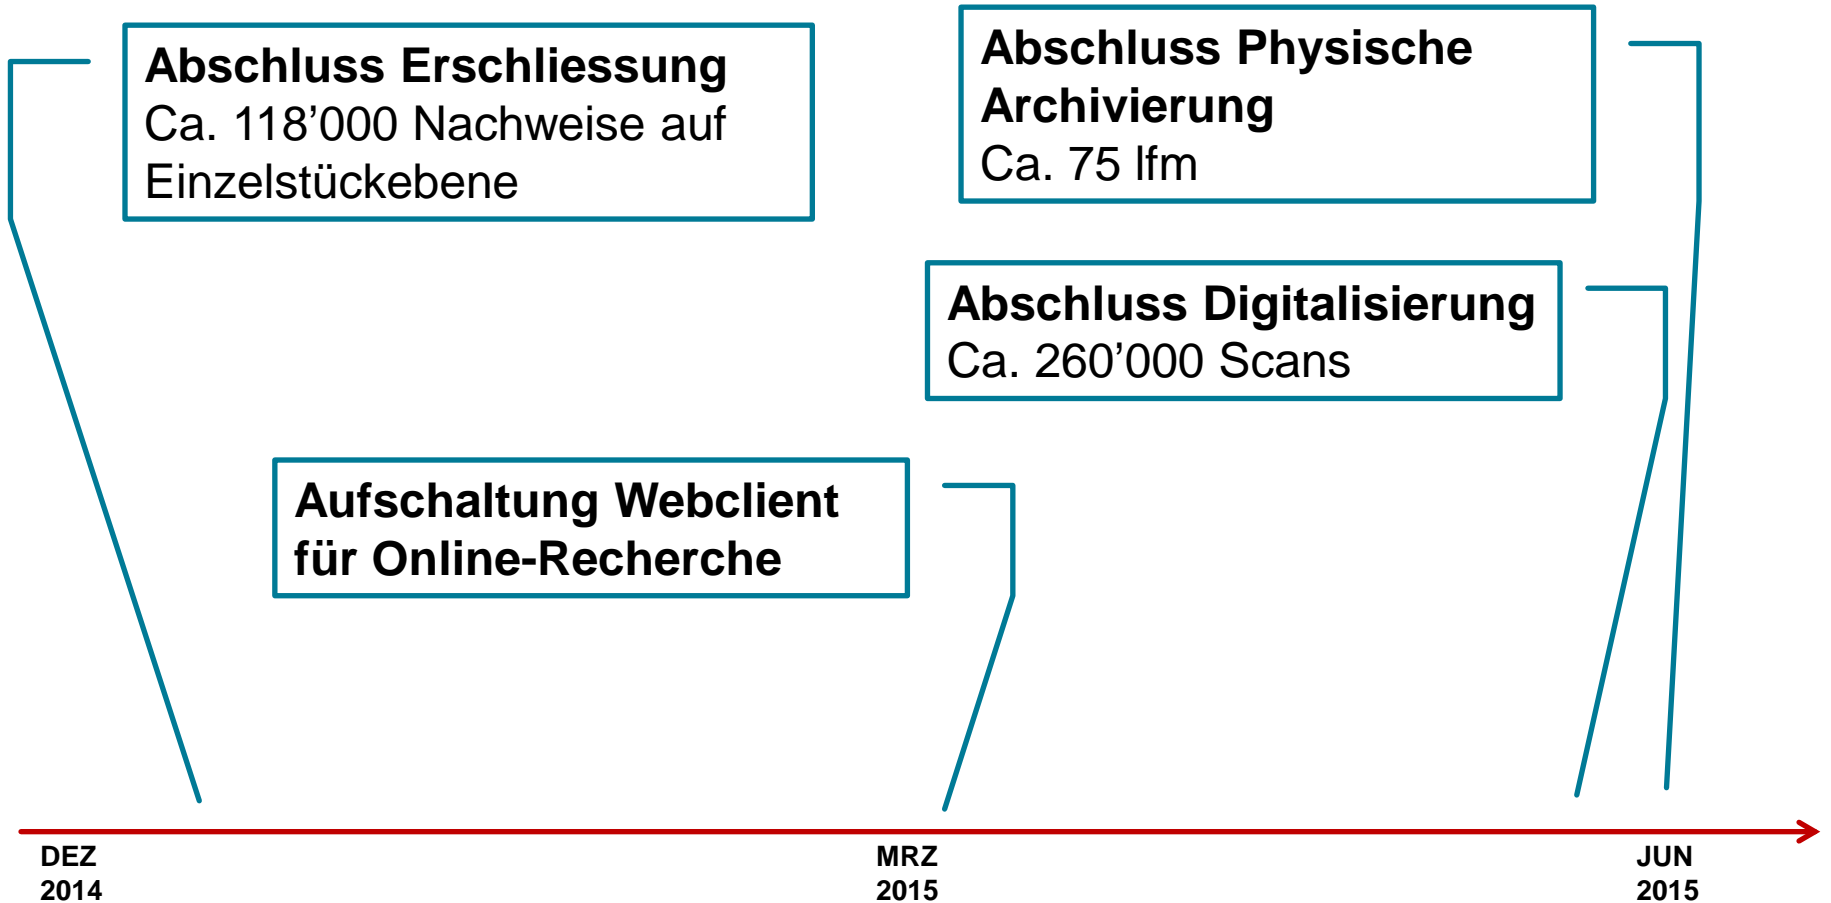 Abschluss Erschliessung
Ca. 118’000 Nachweise auf
Einzelstückebene
Abschluss Physische
Archivierung
Ca. 75 lfm
Abschluss Digitalisierung
Ca. 260’000 Scans
Aufschaltung Webclient
für Online-Recherche
DEZ
2014
MRZ
2015
JUN
2015